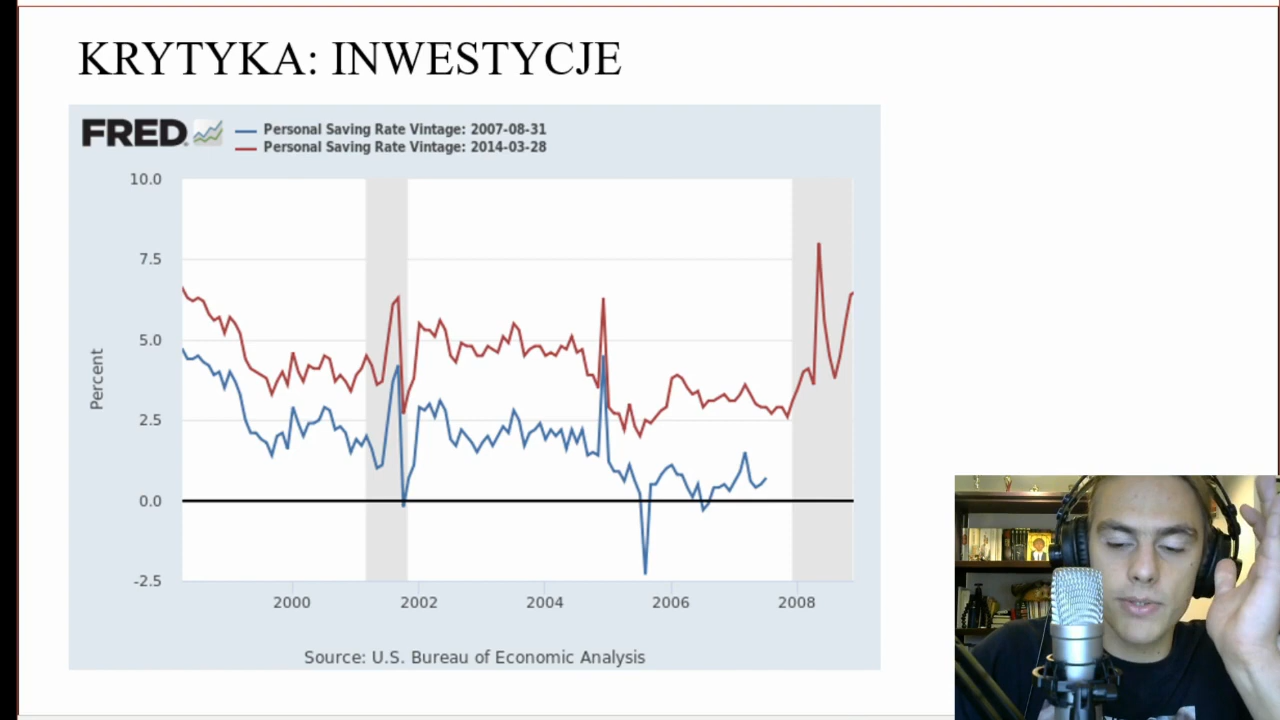 KRYTYKA: INWESTYCJE
FRED
Personal Saving Rate Vintage: 2007-08-31
Personal Saving Rate Vintage: 2014-03-28
10.0
7.5
5.0
2.5
0.0
-2.5
Percent
2000 2002 2004 2006 2008
Source: U.S. Bureau of Economic Analysis